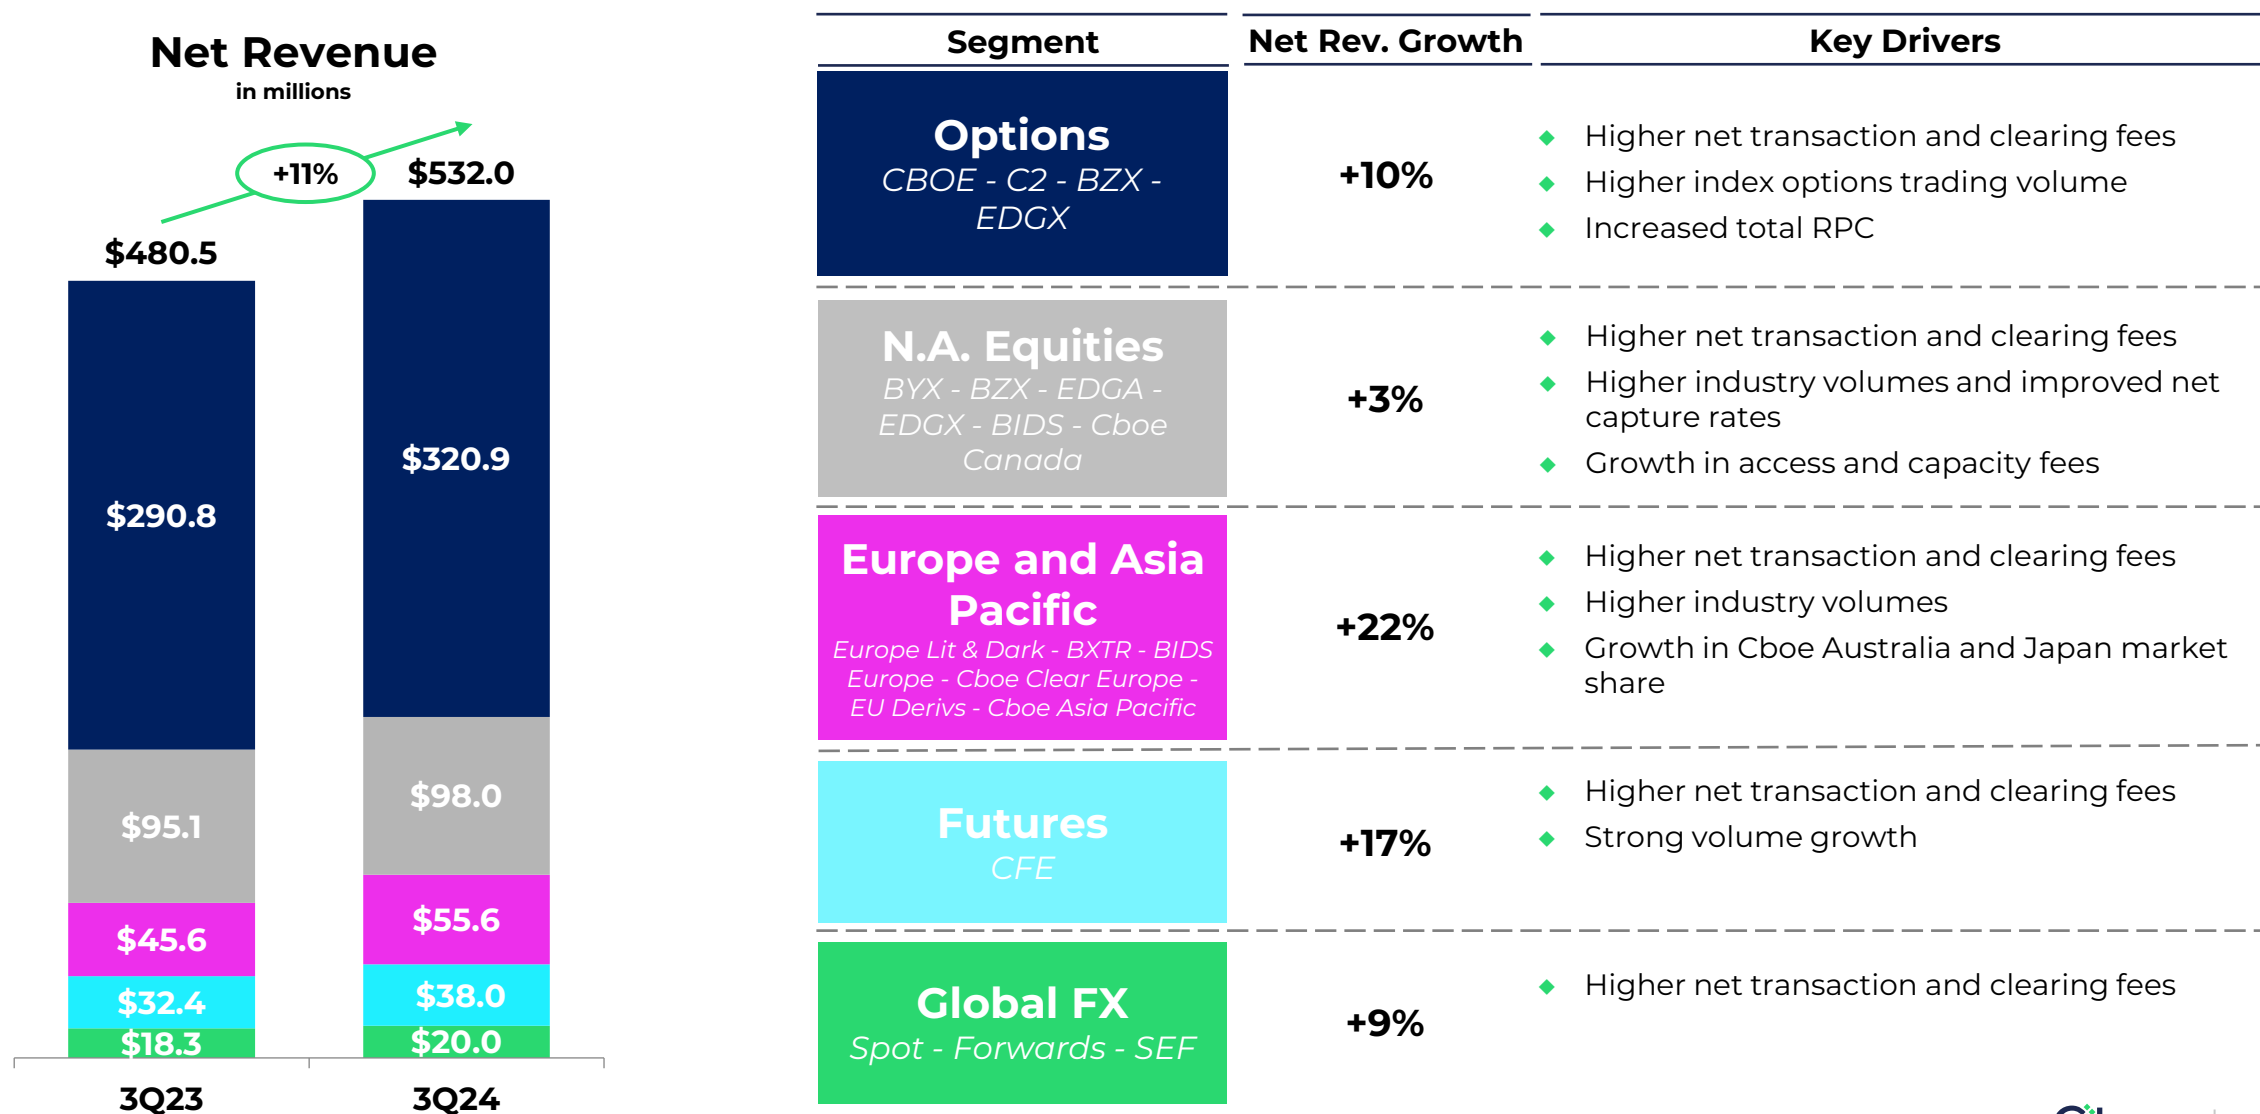 Net Revenue
in millions
+11%
$532.0
$480.5
$290.8
$320.9
$95.1
$98.0
$45.6
$55.6
$32.4
$38.0
$18.3
$20.0
3Q23
3Q24
Segment
Net Rev. Growth
Key Drivers
Options
CBOE - C2 - BZX -
EDGX
+10%
Higher net transaction and clearing fees
Higher index options trading volume
Increased total RPC
N.A. Equities
BYX - BZX - EDGA -
EDGX - BIDS - Cboe
Canada
+3%
Higher net transaction and clearing fees
Higher industry volumes and improved net
capture rates
Growth in access and capacity fees
Europe and Asia
Pacific
Europe Lit & Dark - BXTR - BIDS
Europe - Cboe Clear Europe -
EU Derivs - Cboe Asia Pacific
+22%
Higher net transaction and clearing fees
Higher industry volumes
Growth in Cboe Australia and Japan market
share
Futures
CFE
+17%
Higher net transaction and clearing fees
Strong volume growth
Global FX
Spot - Forwards - SEF
+9%
Higher net transaction and clearing fees